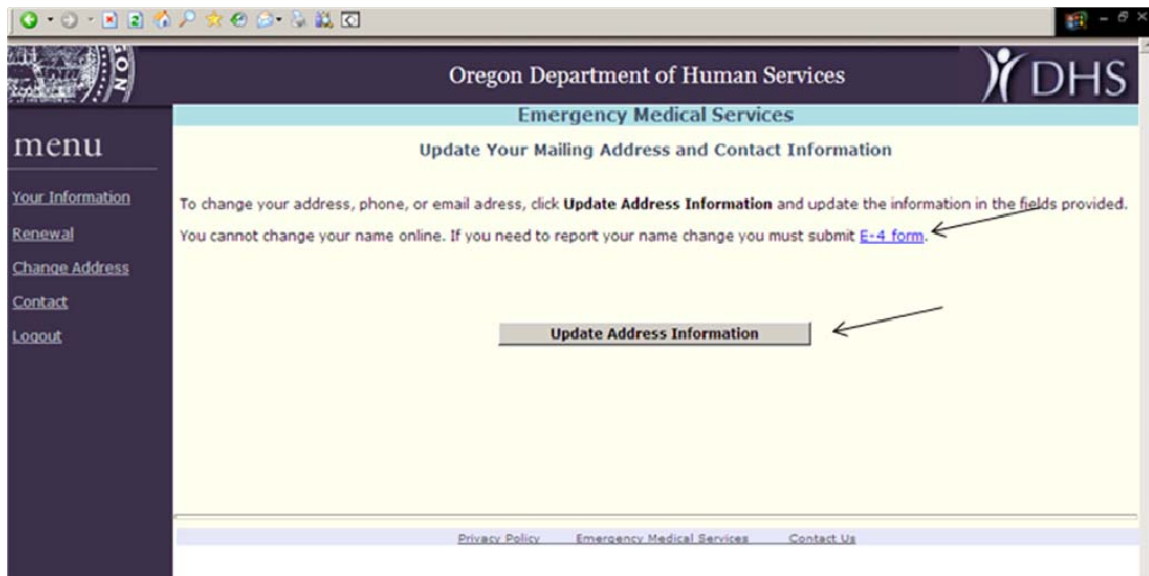 Oregon Department of Human Services
DHS
Emergency Medical Services
menu
Update Your Mailing Address and Contact Information
Your Information
Renewal
Change Address
Contact
Logout
To change your address, phone, or email adress, click Update Address Information and update the information in the fields provided.
You cannot change your name online. If you need to report your name change you must submit E-4 form.
Update Address Information
Privacy Policy Emergency Medical Services Contact Us